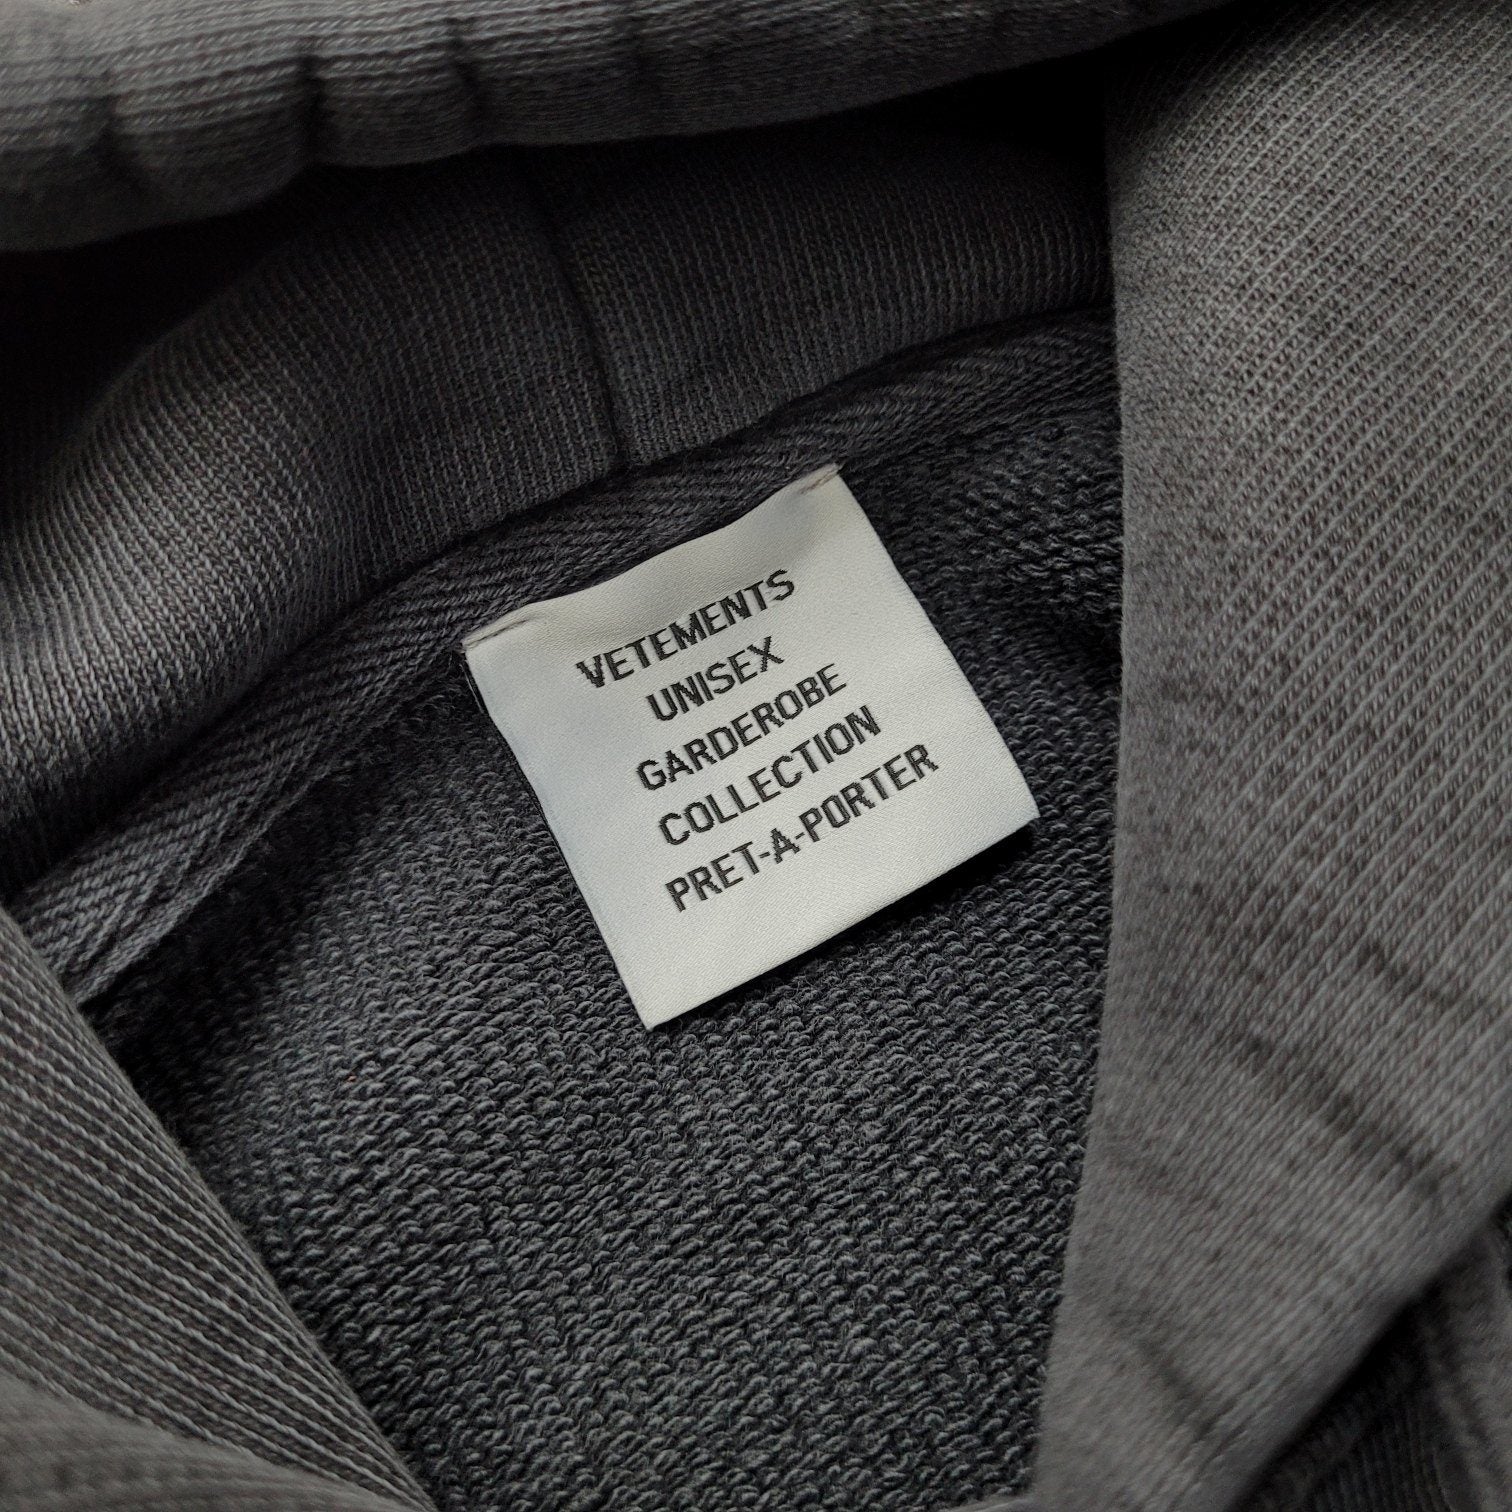 VETEMENTS
UNISEX
GARDEROBE
COLLECTION
PRET-A-PORTER